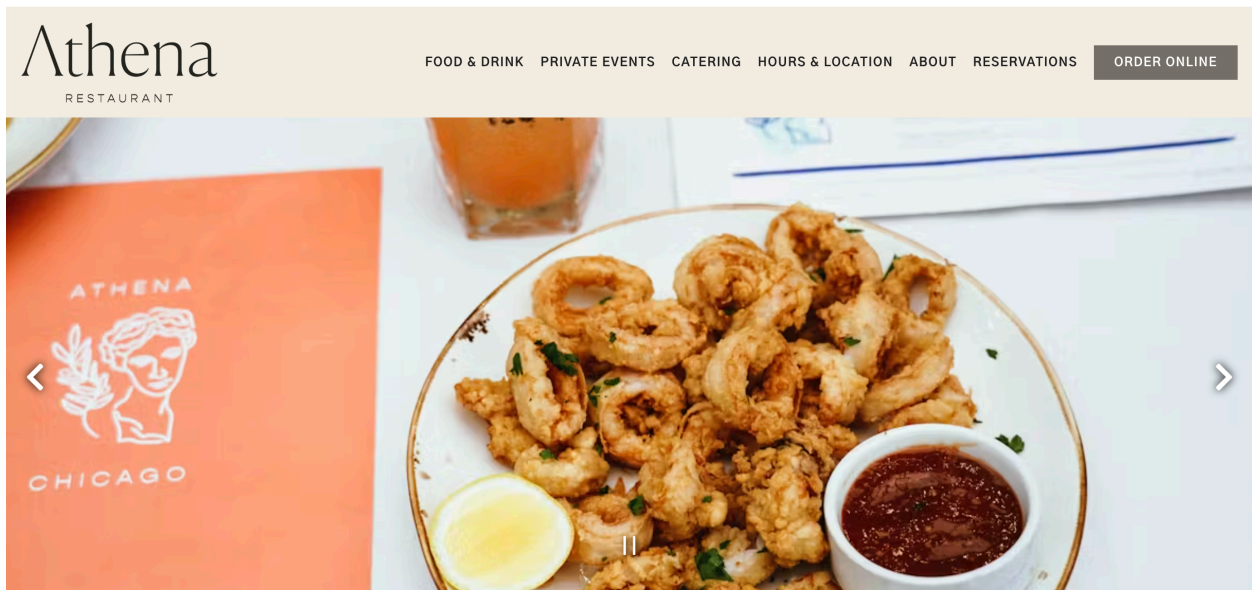 Athena
RESTAURANT
FOOD & DRINK PRIVATE EVENTS CATERING HOURS & LOCATION ABOUT RESERVATIONS ORDER ONLINE
ATHENA
CHICAGO